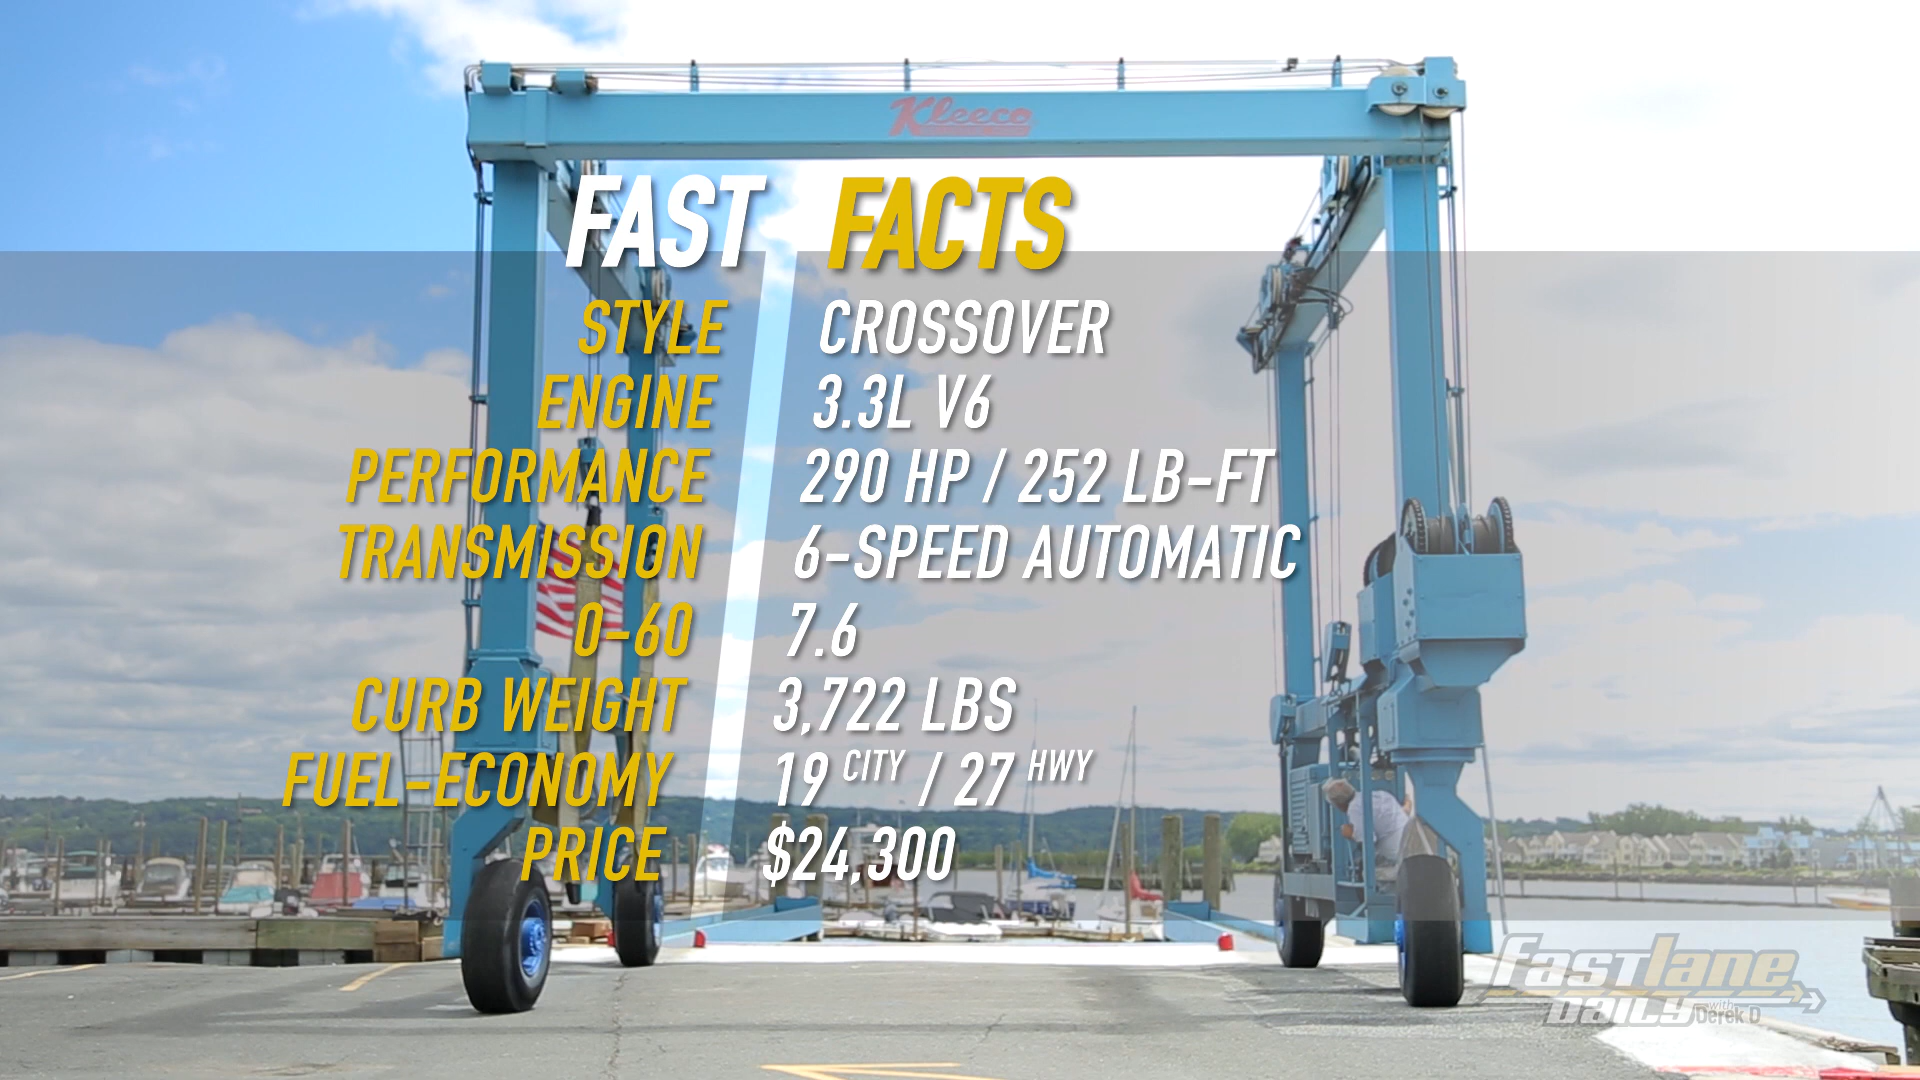 Kleeco
FAST FACTS
STYLE CROSSOVER
ENGINE 3.3L V6
PERFORMANCE 290 HP / 252 LB-FT
TRANSMISSION 6-SPEED AUTOMATIC
0-60 7.6
CURB WEIGHT 3,722 LBS
FUEL-ECONOMY 19 CITY / 27 HWY
PRICE $24,300
Fastlane
DAILY with Derek D